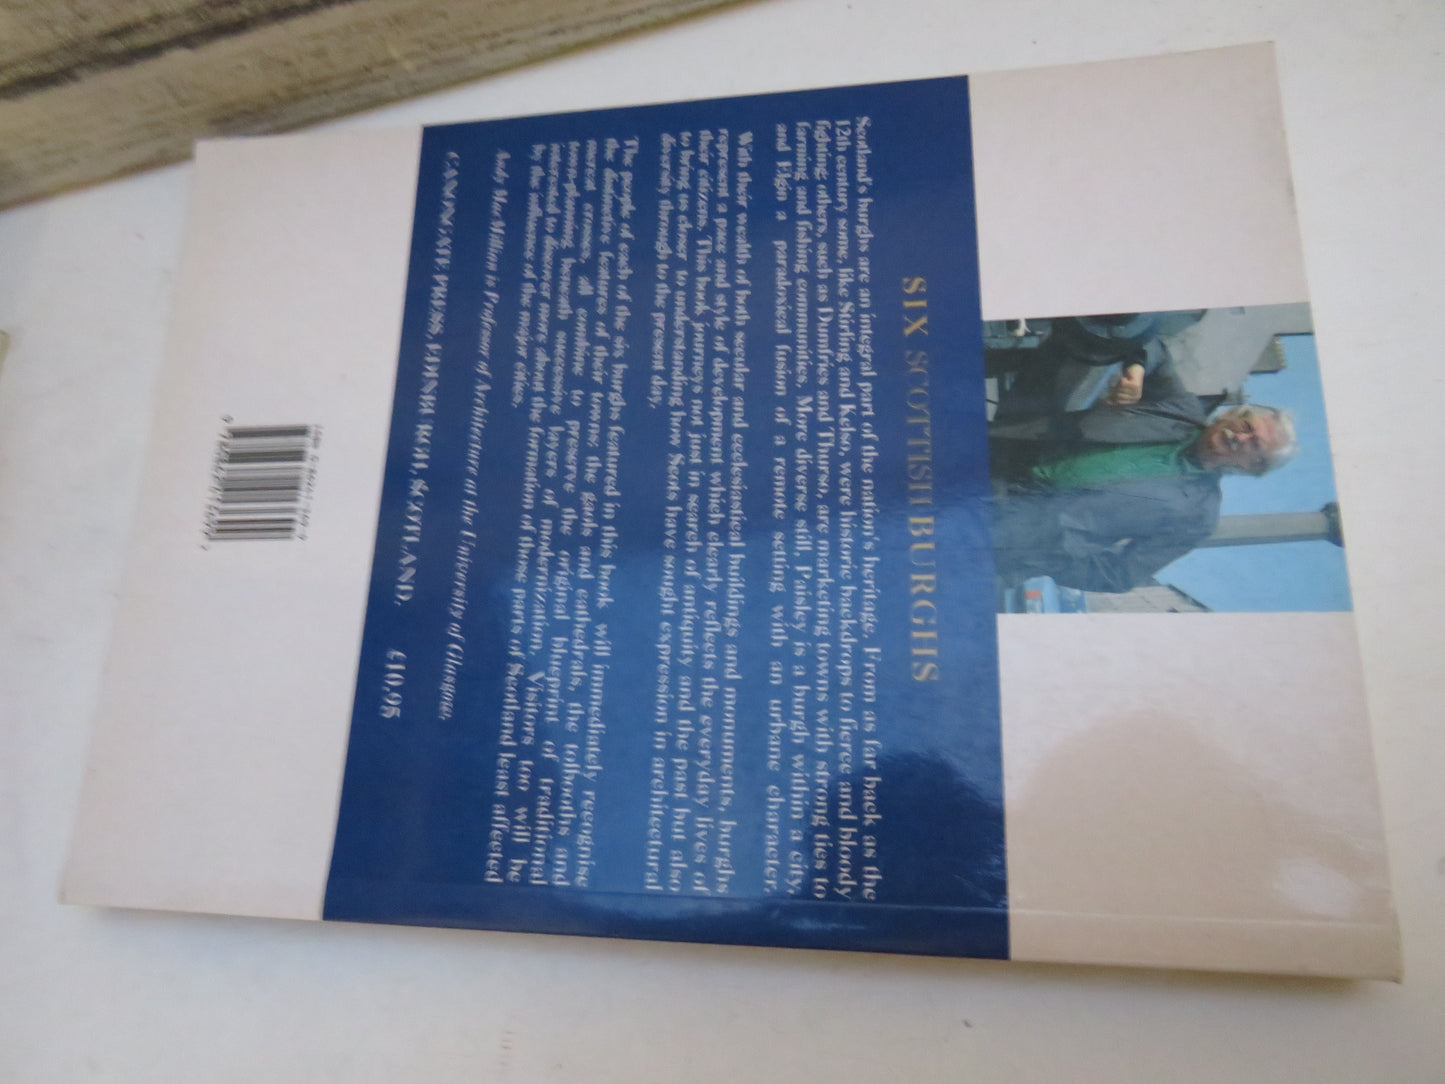 SIX SCOTTISH BURGHS
Scotland's burghs are an integral part of the nation's heritage. From as far back as the
12th century some, like Stirling and Kelso, were historic backdrops to fierce and bloody
fighting; others, such as Dumfries and Thurso, are marketing towns with strong ties to
farming and fishing communities. More diverse still, Paisley is a burgh within a city,
and Elgin a paradoxical fusion of a remote setting with an urbane character.
With their wealth of both secular and ecclesiastical buildings and monuments, burghs
represent a pace and style of development which clearly reflects the everyday lives of
their citizens. This book journeys not just in search of antiquity and the past but also
to bring us closer to understanding how Scots have sought expression in architectural
diversity through to the present day.
The people of each of the six burghs featured in this book will immediately recognise
the distinctive features of their towns; the gaols and cathedrals, the tolbooths and
mercat crosses, all combine to preserve the original blueprint of traditional
town-planning beneath successive layers of modernization. Visitors too will be
interested to discover more about the formation of those parts of Scotland least affected
by the influence of the major cities.
Andy MacMillan is Professor of Architecture at the University of Glasgow.
CANONGATE PRESS, EDINBURGH, SCOTLAND. £10.95